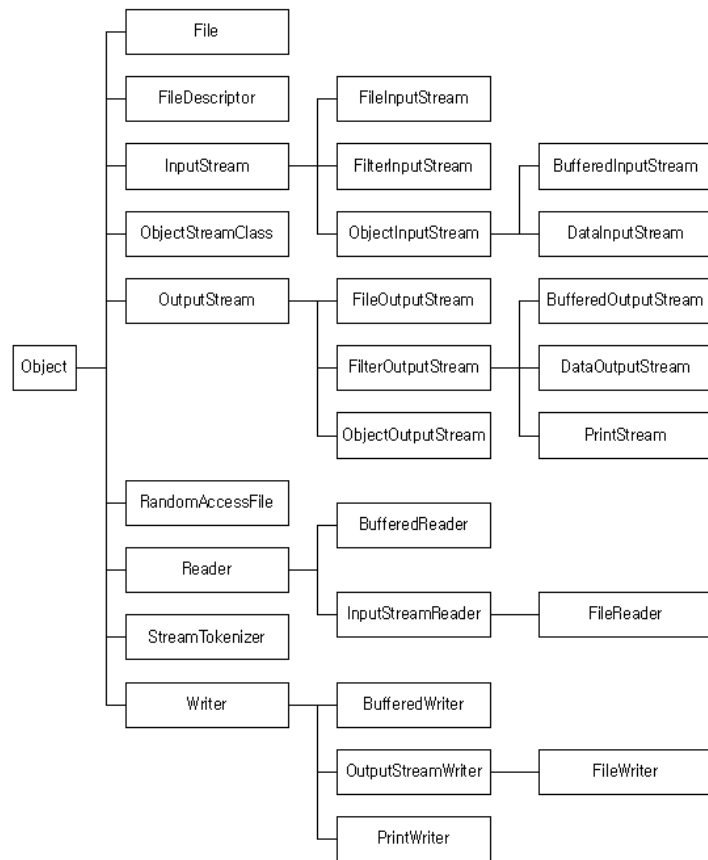 File
FileDescriptor
FileInputStream
InputStream
FilterInputStream
BufferedInputStream
ObjectStreamClass
ObjectInputStream
DataInputStream
OutputStream
FileOutputStream
BufferedOutputStream
Object
FilterOutputStream
DataOutputStream
ObjectOutputStream
PrintStream
RandomAccessFile
BufferedReader
Reader
InputStreamReader
FileReader
StreamTokenizer
Writer
BufferedWriter
OutputStreamWriter
FileWriter
PrintWriter